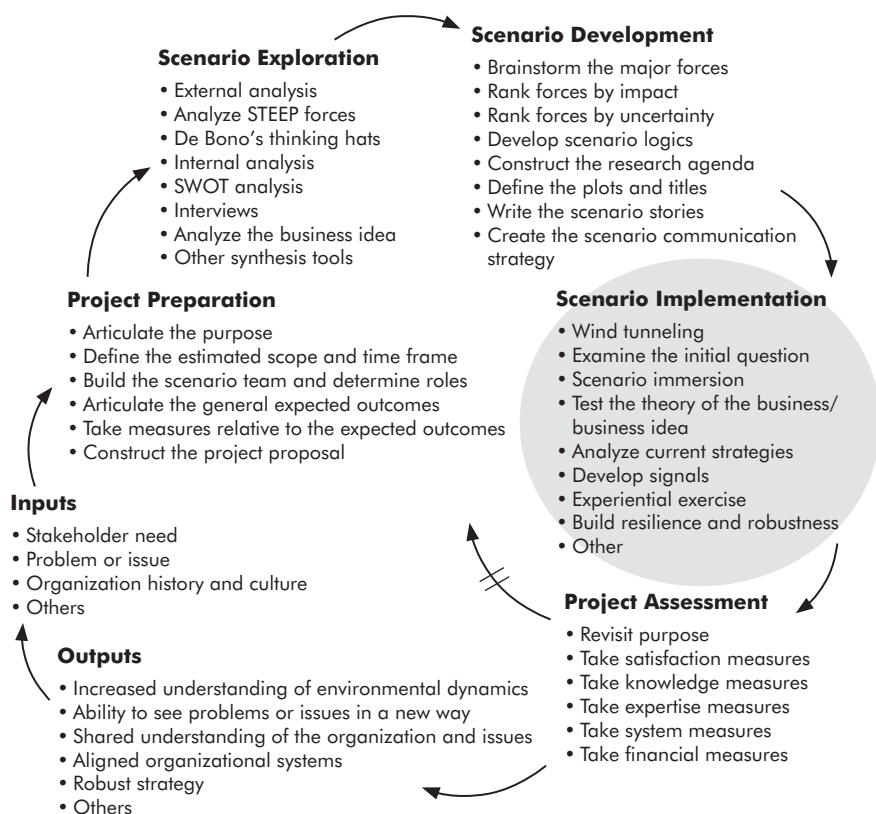 Scenario Exploration
• External analysis
• Analyze STEEP forces
• De Bono’s thinking hats
• Internal analysis
• SWOT analysis
• Interviews
• Analyze the business idea
• Other synthesis tools
Scenario Development
• Brainstorm the major forces
• Rank forces by impact
• Rank forces by uncertainty
• Develop scenario logics
• Construct the research agenda
• Define the plots and titles
• Write the scenario stories
• Create the scenario communication
strategy
Project Preparation
• Articulate the purpose
• Define the estimated scope and time frame
• Build the scenario team and determine roles
• Articulate the general expected outcomes
• Take measures relative to the expected outcomes
• Construct the project proposal
Scenario Implementation
• Wind tunneling
• Examine the initial question
• Scenario immersion
• Test the theory of the business/
business idea
• Analyze current strategies
• Develop signals
• Experiential exercise
• Build resilience and robustness
• Other
Inputs
• Stakeholder need
• Problem or issue
• Organization history and culture
• Others
Project Assessment
• Revisit purpose
• Take satisfaction measures
• Take knowledge measures
• Take expertise measures
• Take system measures
• Take financial measures
Outputs
• Increased understanding of environmental dynamics
• Ability to see problems or issues in a new way
• Shared understanding of the organization and issues
• Aligned organizational systems
• Robust strategy
• Others